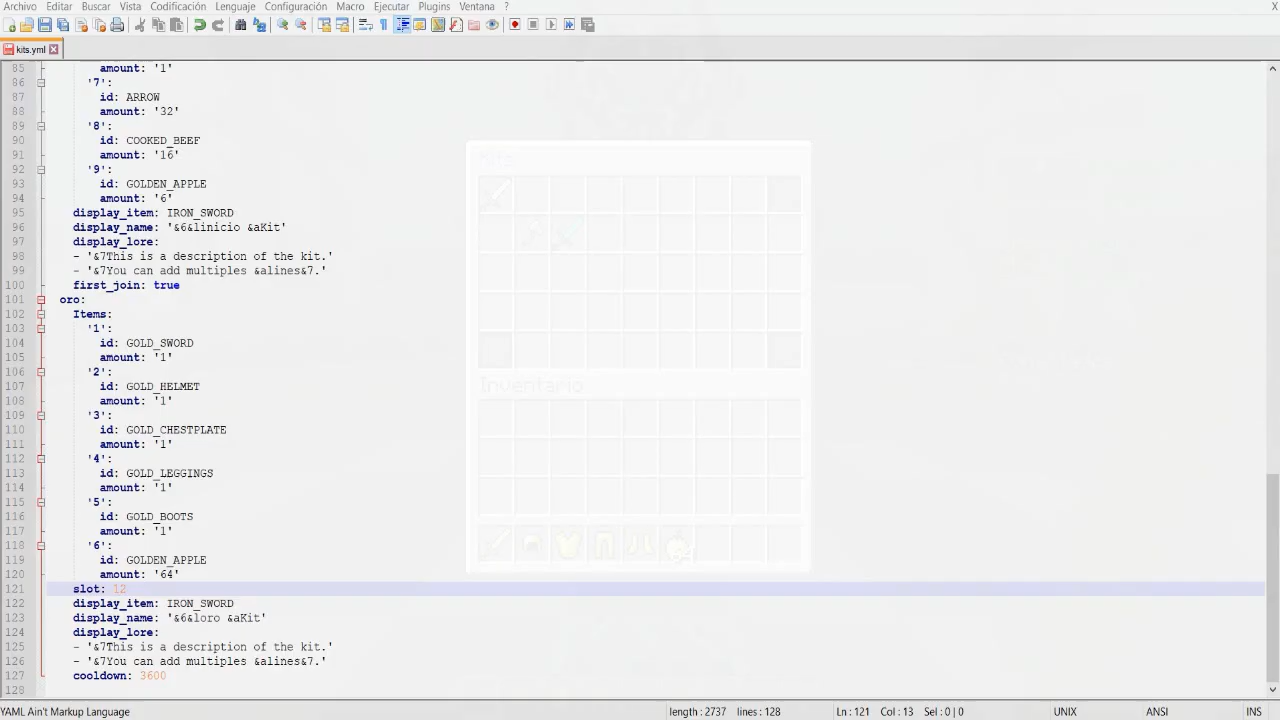 Archivo Editar Buscar Vista Codificación Lenguaje Configuración Macro Ejecutar Plugins Ventana ? X
kits.yml
85 amount: '1'
86 '7':
87 id: ARROW
88 amount: '32'
89 '8':
90 id: COOKED_BEEF
91 amount: '16'
92 '9':
93 id: GOLDEN_APPLE
94 amount: '6'
95 display_item: IRON_SWORD
96 display_name: '&6&linicio &aKit'
97 display_lore:
98 - '&7This is a description of the kit.'
99 - '&7You can add multiples &alines&7.'
100 first_join: true
101 oro:
102 Items:
103 '1':
104 id: GOLD_SWORD
105 amount: '1'
106 '2':
107 id: GOLD_HELMET
108 amount: '1'
109 '3':
110 id: GOLD_CHESTPLATE
111 amount: '1'
112 '4':
113 id: GOLD_LEGGINGS
114 amount: '1'
115 '5':
116 id: GOLD_BOOTS
117 amount: '1'
118 '6':
119 id: GOLDEN_APPLE
120 amount: '64'
121 slot: 12
122 display_item: IRON_SWORD
123 display_name: '&6&loro &aKit'
124 display_lore:
125 - '&7This is a description of the kit.'
126 - '&7You can add multiples &alines&7.'
127 cooldown: 3600
128
Kits
Inventario
YAML Ain't Markup Language length : 2737 lines : 128 Ln : 121 Col : 13 Sel : 0 | 0 UNIX ANSI INS